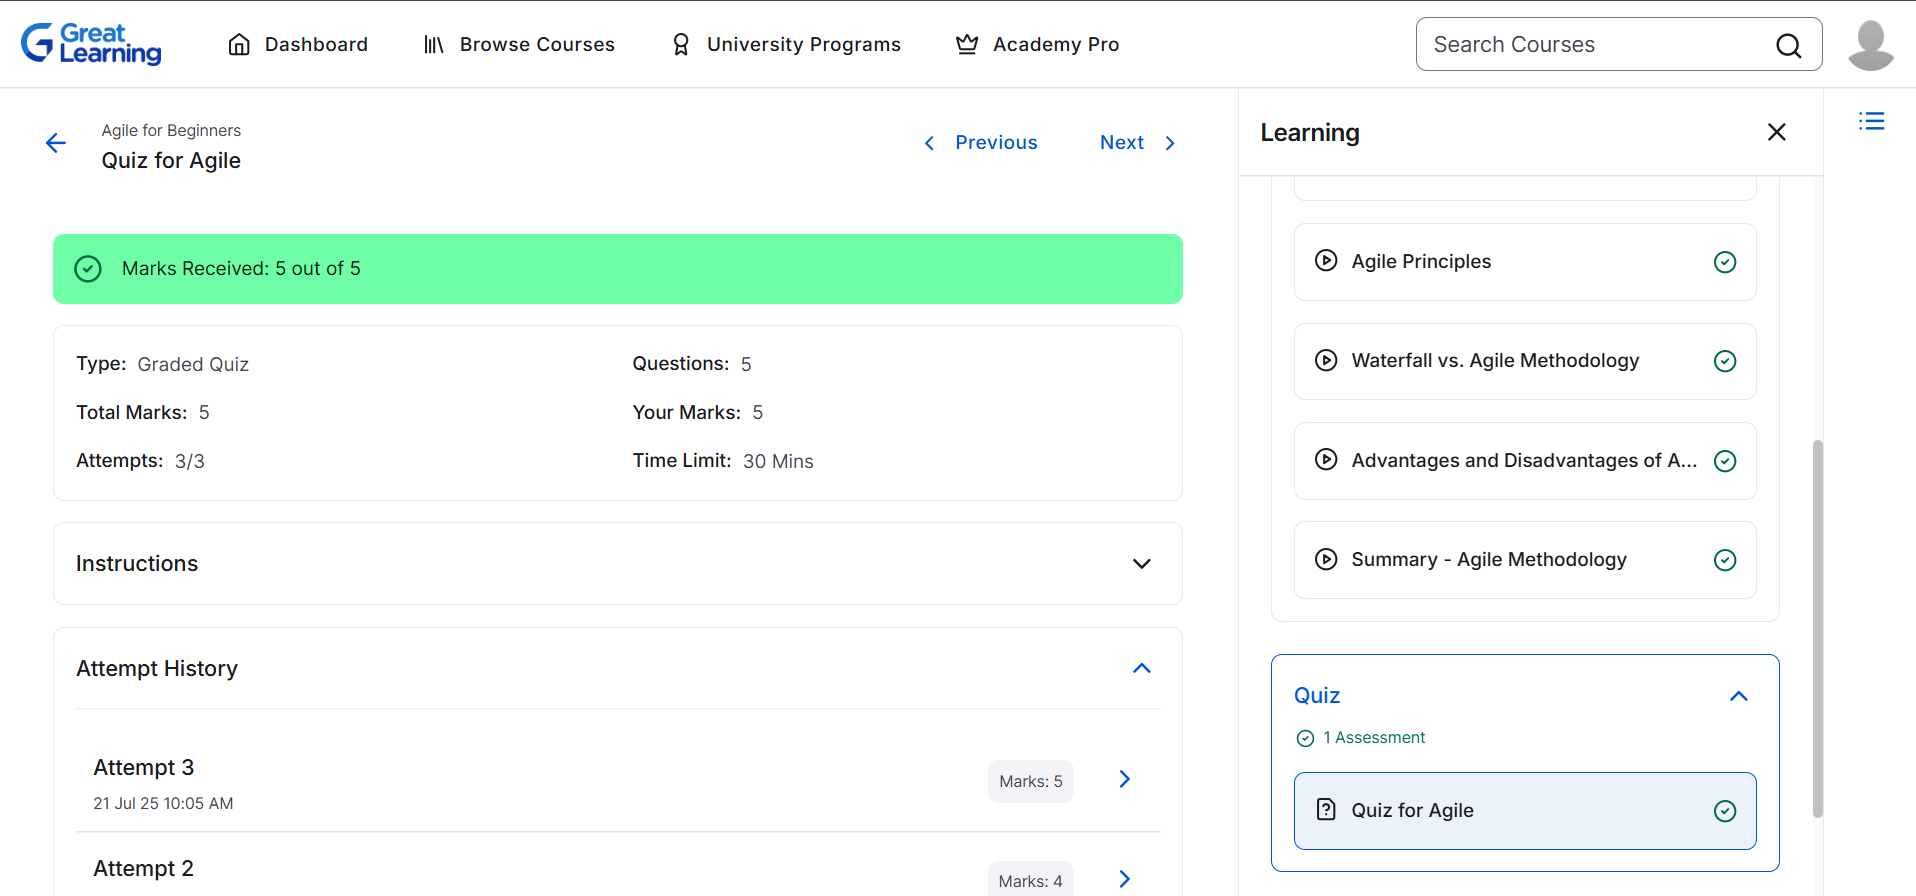 Great
Learning
Dashboard
Browse Courses
University Programs
Academy Pro
Search Courses
Agile for Beginners
Quiz for Agile
Previous
Next
Marks Received: 5 out of 5
Type: Graded Quiz
Questions: 5
Total Marks: 5
Your Marks: 5
Attempts: 3/3
Time Limit: 30 Mins
Instructions
Attempt History
Attempt 3
21 Jul 25 10:05 AM
Marks: 5
Attempt 2
Marks: 4
Learning
Agile Principles
Waterfall vs. Agile Methodology
Advantages and Disadvantages of A...
Summary - Agile Methodology
Quiz
1 Assessment
Quiz for Agile